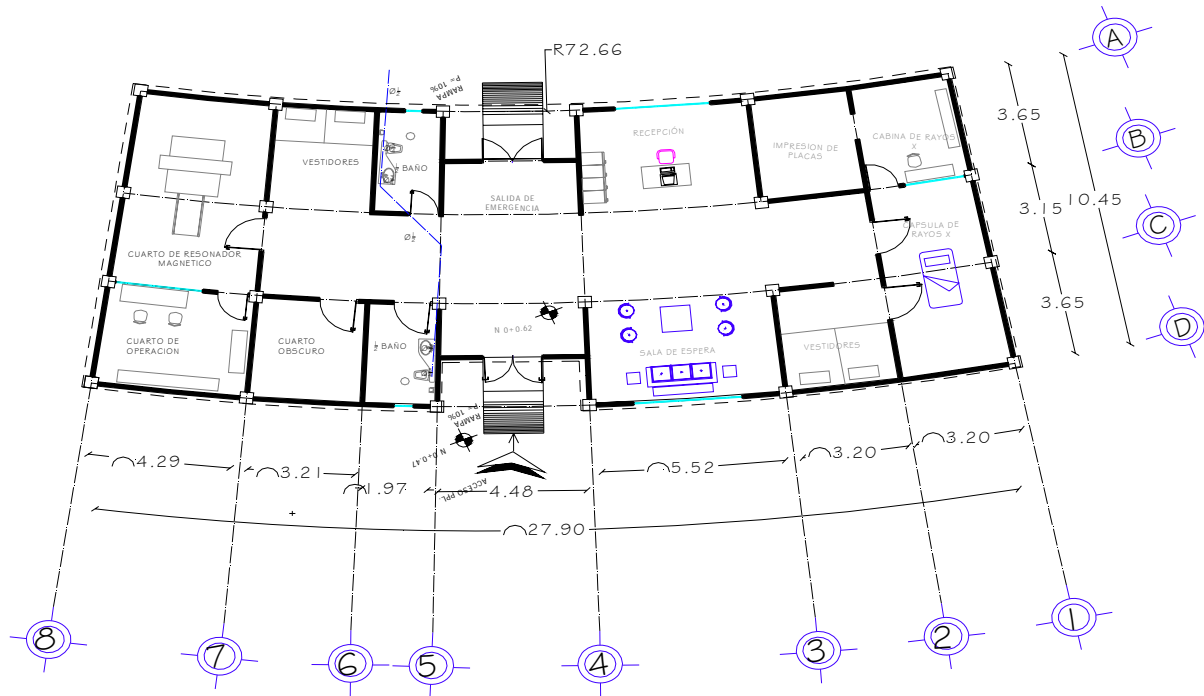 R72.66
A
RAMPA
P= 10%
Ø½
3.65
B
RECEPCIÓN
CABINA DE RAYOS
X
IMPRESION DE
PLACAS
VESTIDORES
½ BAÑO
SALIDA DE
EMERGENCIA
3.15
10.45
C
Ø½
CAPSULA DE
RAYOS X
CUARTO DE RESONADOR
MAGNETICO
3.65
D
N 0+0.62
CUARTO DE
OPERACION
CUARTO
OBSCURO
½ BAÑO
SALA DE ESPERA
VESTIDORES
RAMPA
P= 10%
N 0+0.47
ACCESO PPL.
4.29
3.21
1.97
4.48
5.52
3.20
3.20
27.90
8
7
6
5
4
3
2
1